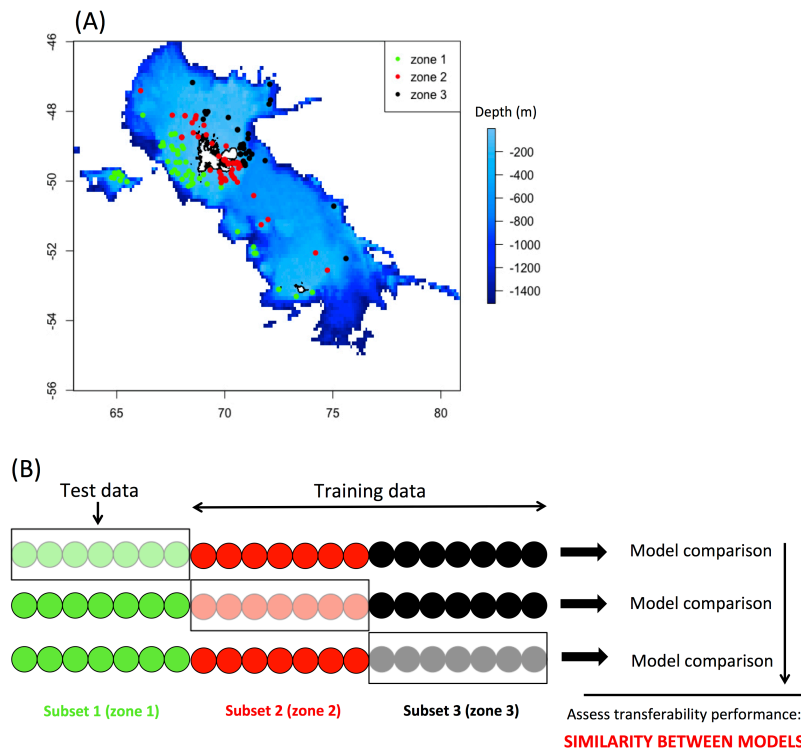 (A)
-46
-48
-50
-52
-54
-56
65
70
75
80
zone 1
zone 2
zone 3
Depth (m)
-200
-400
-600
-800
-1000
-1200
-1400
(B)
Test data
Training data
Model comparison
Model comparison
Model comparison
Subset 1 (zone 1)
Subset 2 (zone 2)
Subset 3 (zone 3)
Assess transferability performance:
SIMILARITY BETWEEN MODELS